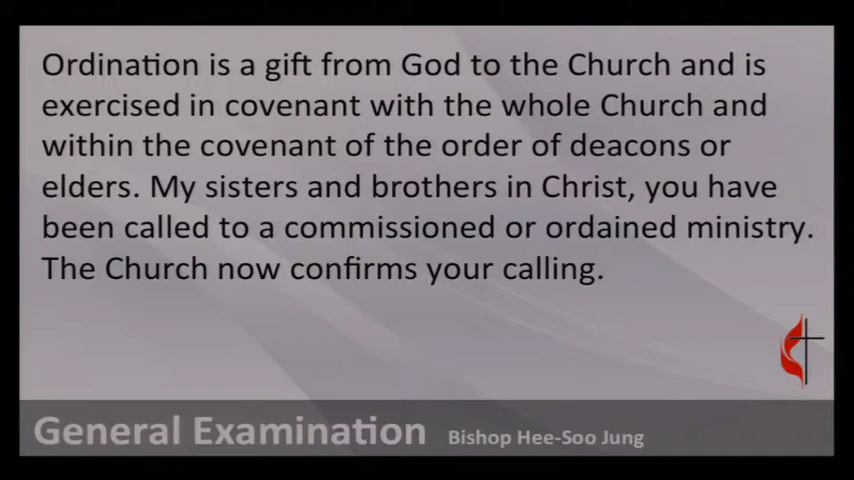 Ordination is a gift from God to the Church and is
exercised in covenant with the whole Church and
within the covenant of the order of deacons or
elders. My sisters and brothers in Christ, you have
been called to a commissioned or ordained ministry.
The Church now confirms your calling.
General Examination Bishop Hee-Soo Jung